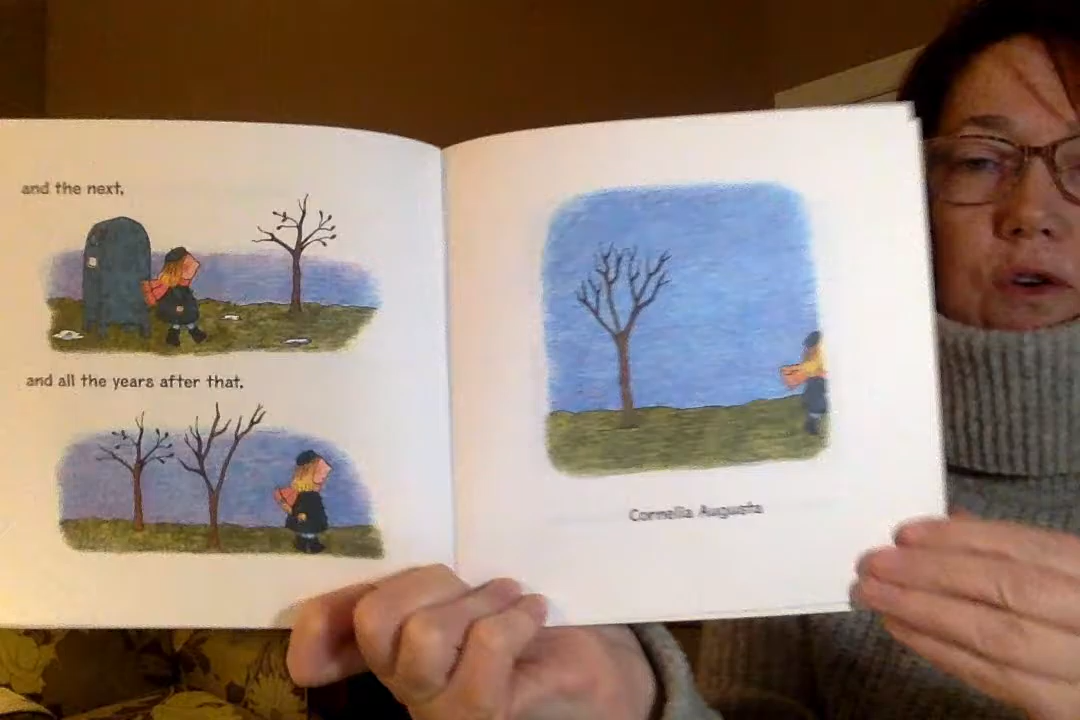 and the next,
and all the years after that.
Cornelia Augusta